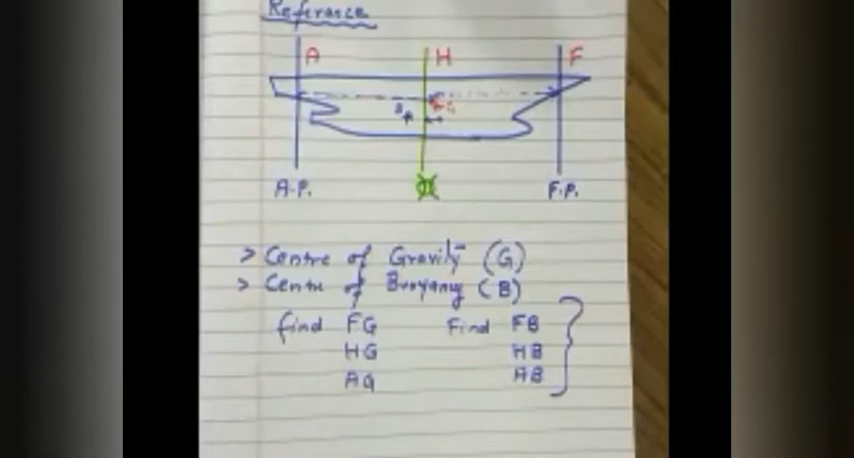 Referance
A H F
G
B
A.P. F.P.
> Centre of Gravity (G)
> Centre of Buoyancy (B)
find FG Find FB
HG HB
AG AB